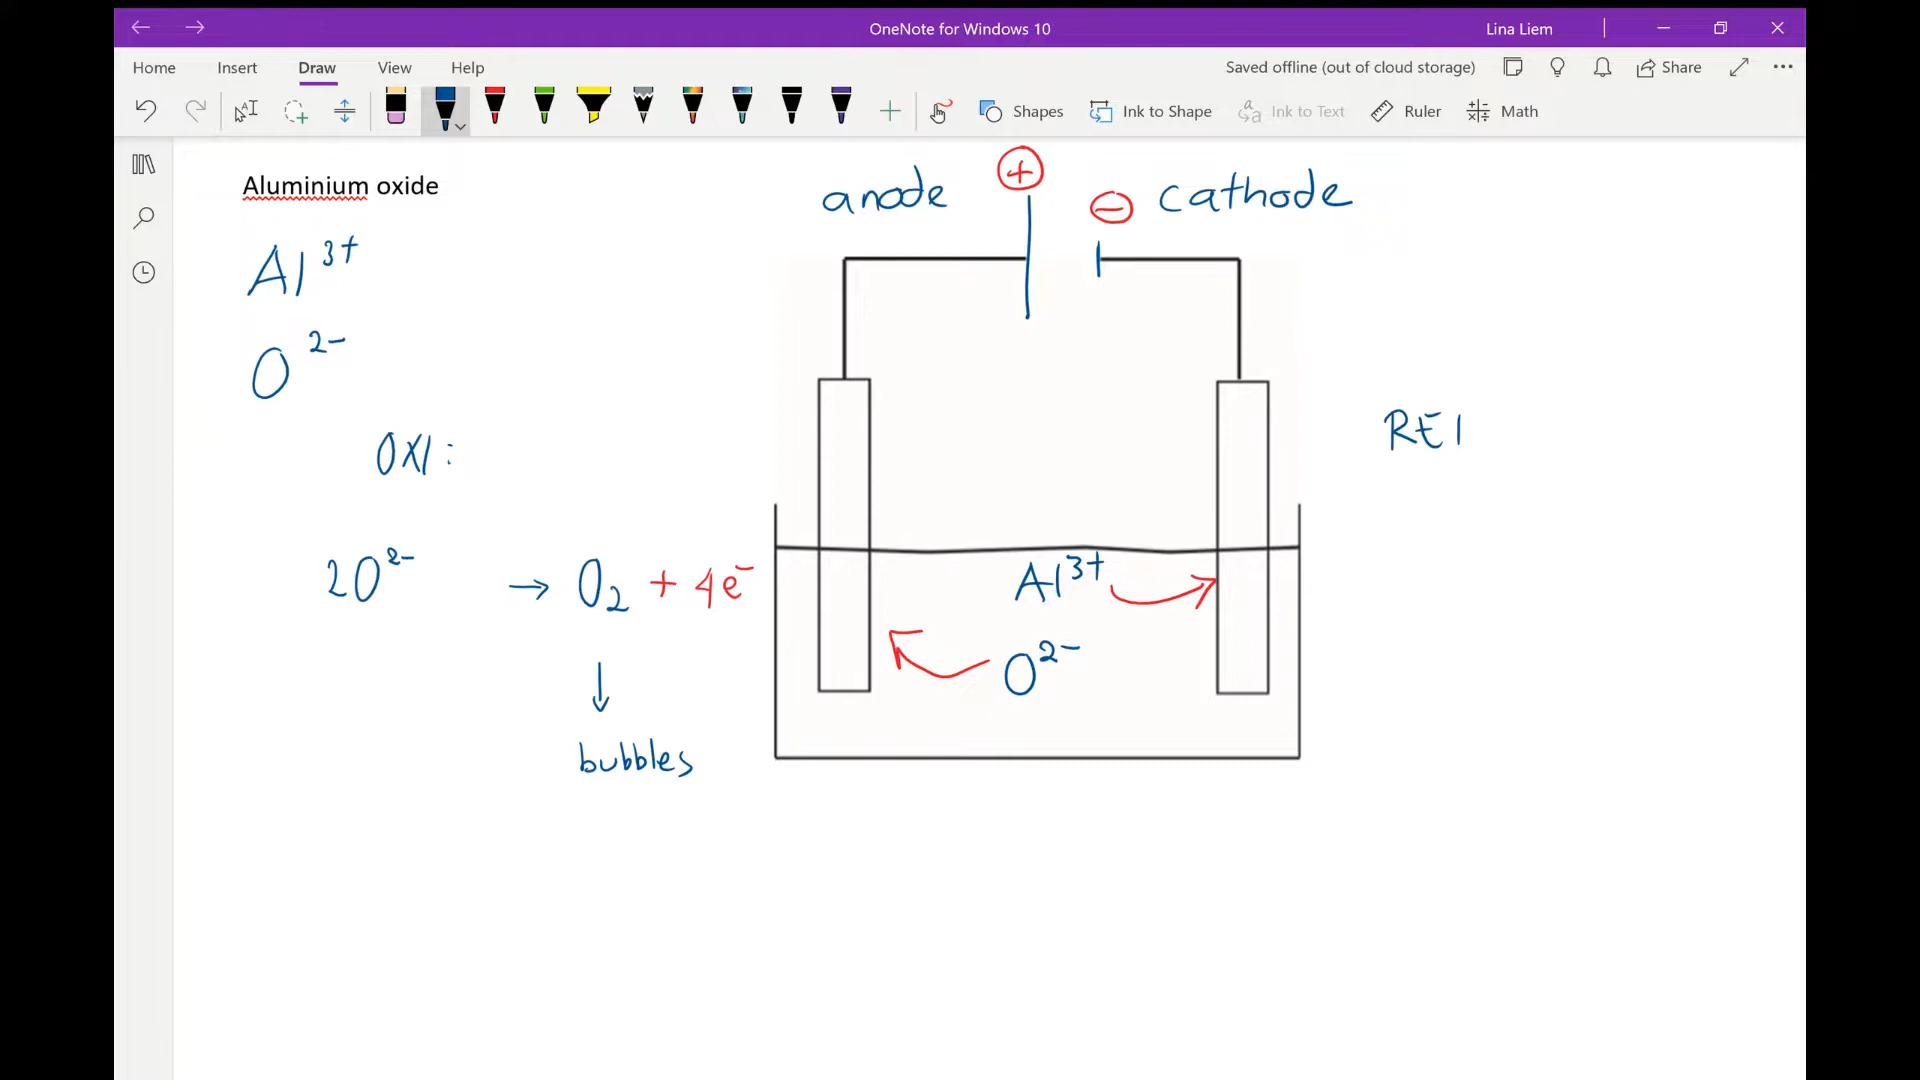 OneNote for Windows 10
Lina Liem
Home Insert Draw View Help
Saved offline (out of cloud storage) Share
Shapes Ink to Shape Ink to Text Ruler Math
Aluminium oxide
anode + − cathode
Al³⁺
O²⁻
OXI:
REI
2O²⁻ → O₂ + 4e⁻
Al³⁺
O²⁻
bubbles